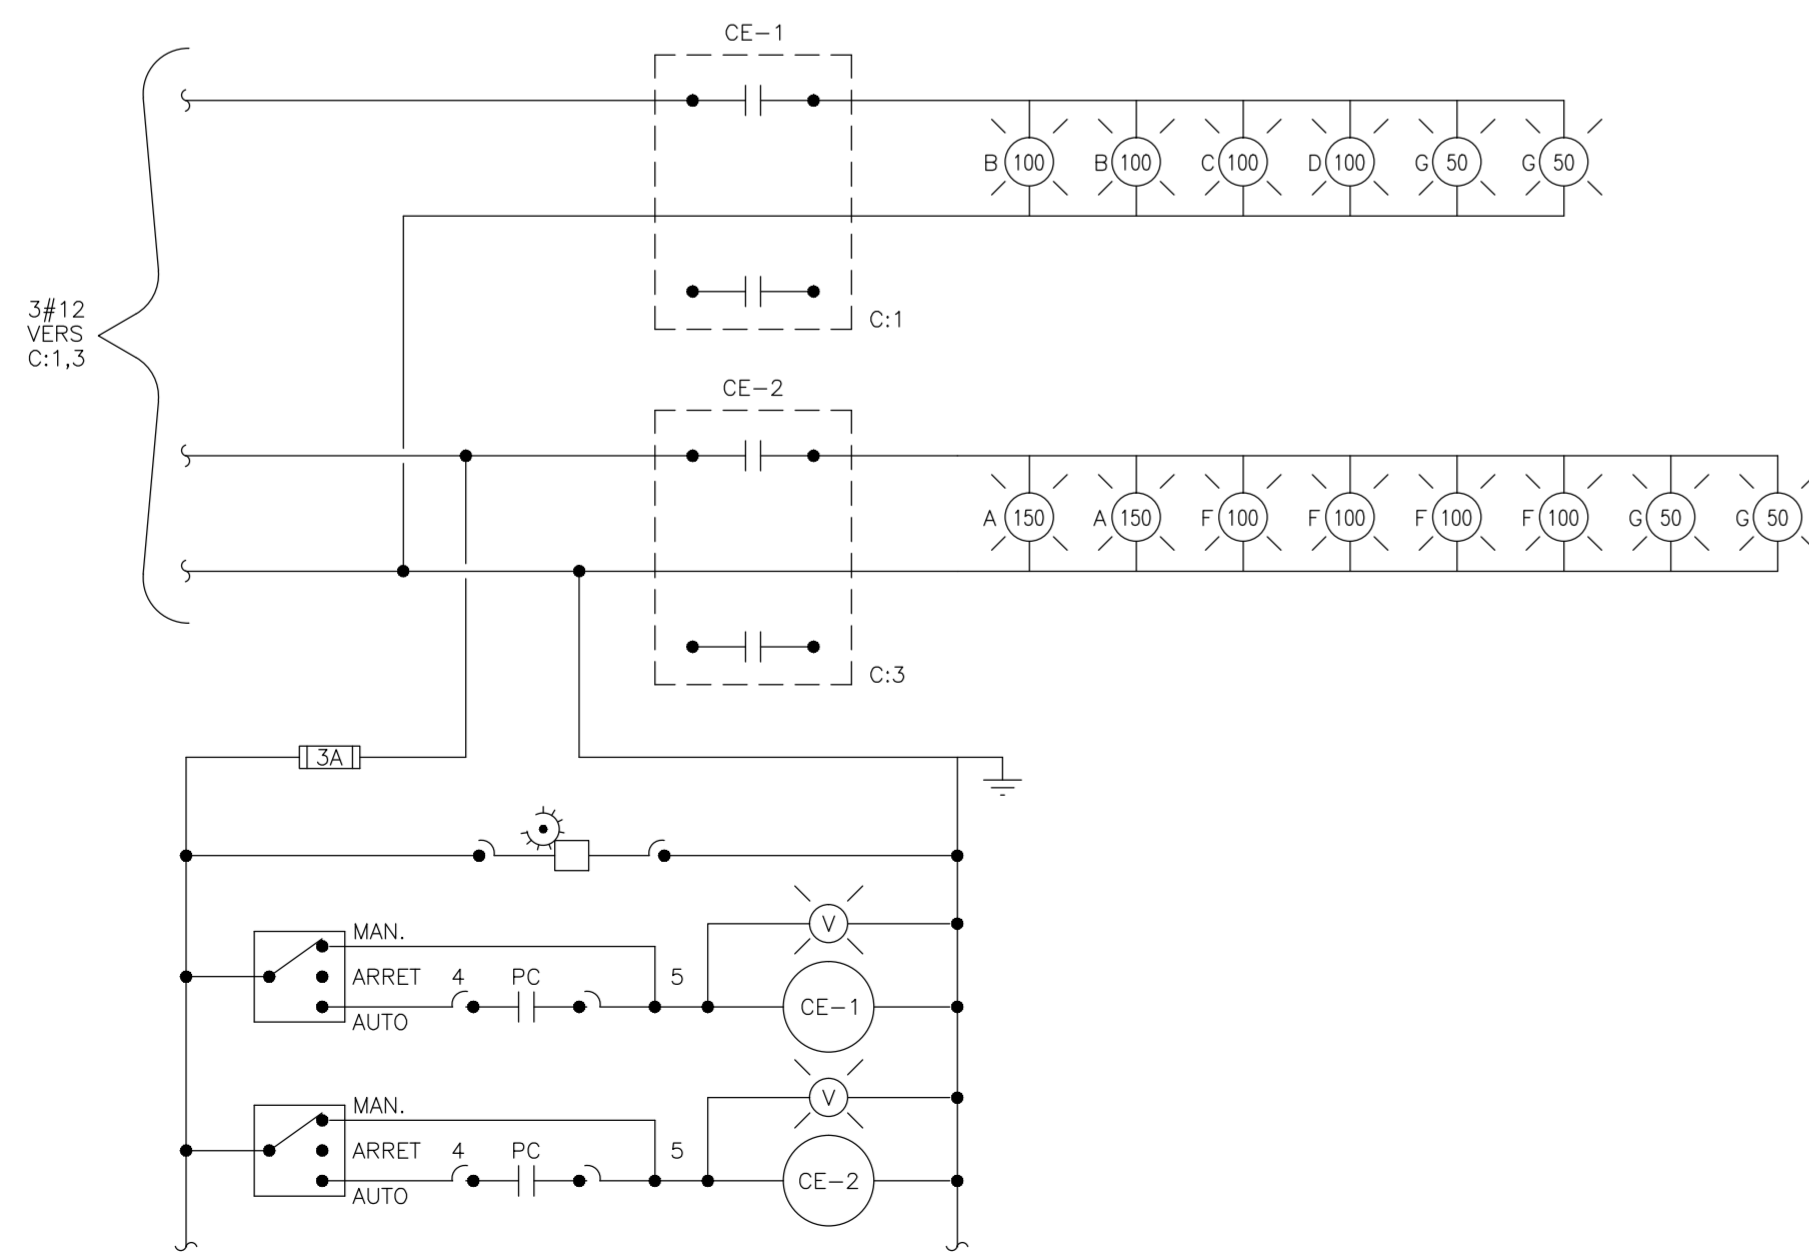 CE-1
B 100 B 100 C 100 D 100 G 50 G 50
3#12
VERS
C:1,3
C:1
CE-2
A 150 A 150 F 100 F 100 F 100 F 100 G 50 G 50
C:3
3A
V
MAN.
ARRET 4 PC 5
CE-1
AUTO
V
MAN.
ARRET 4 PC 5
CE-2
AUTO